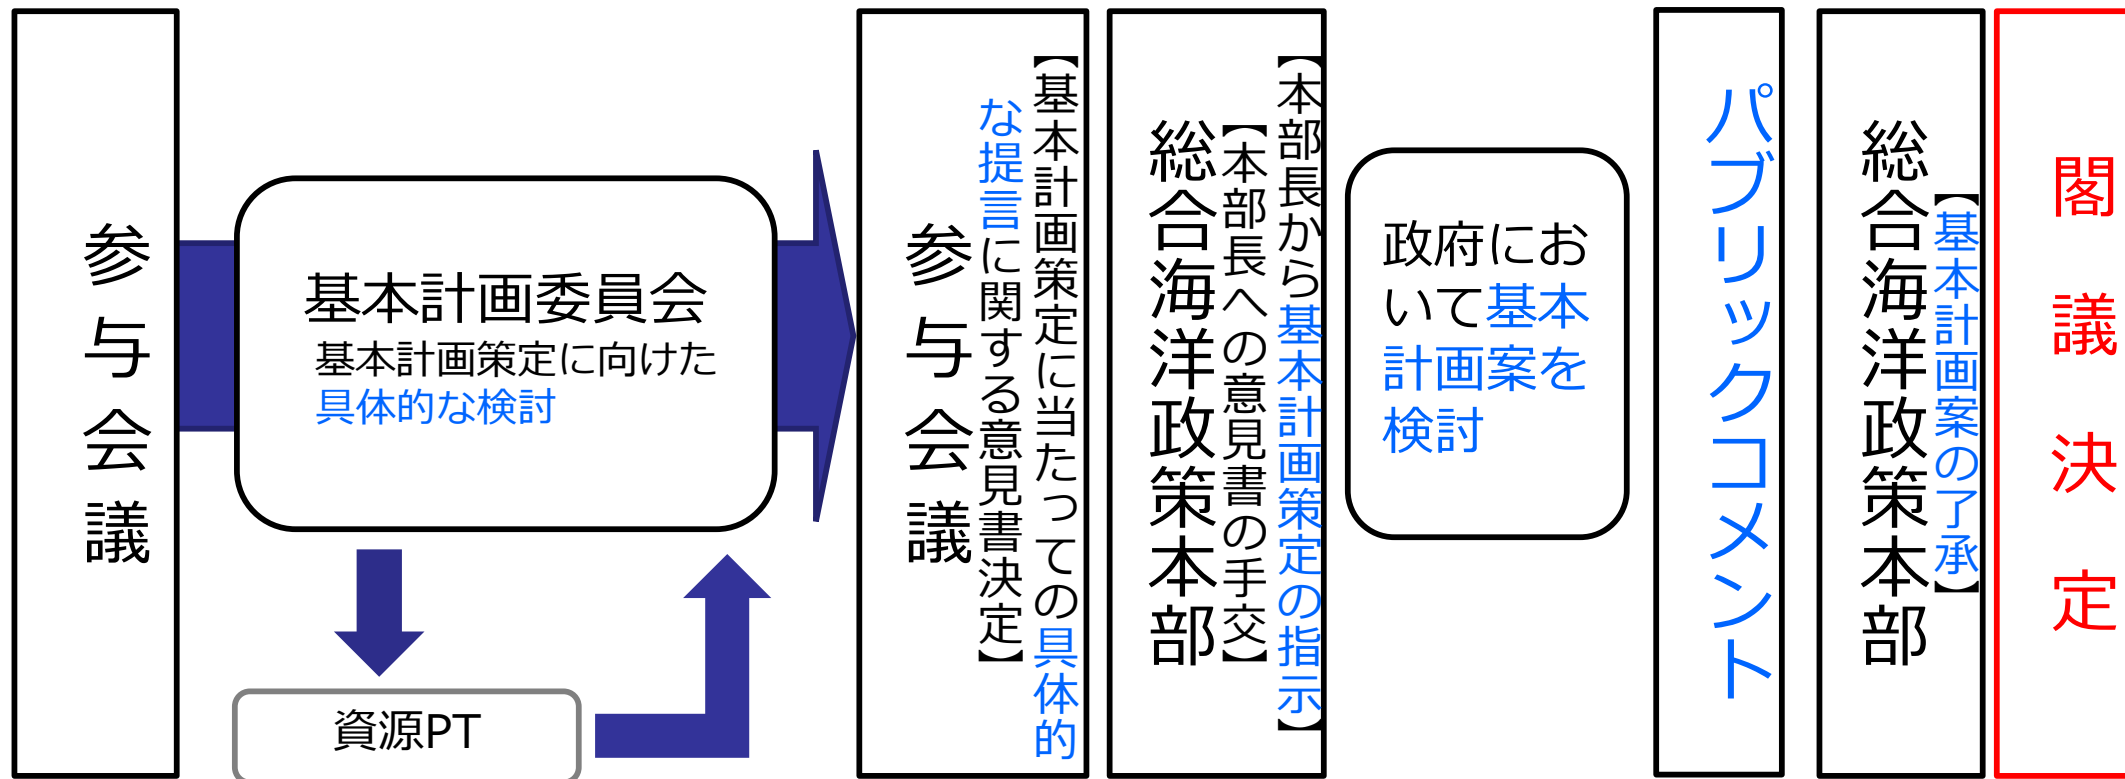 参与会議
基本計画委員会
基本計画策定に向けた
具体的な検討
資源PT
参与会議
【基本計画策定に当たっての具体的
な提言に関する意見書決定】
総合海洋政策本部
【本部長から基本計画策定の指示】
【本部長への意見書の手交】
政府にお
いて基本
計画案を
検討
パブリックコメント
総合海洋政策本部
【基本計画案の了承】
閣議決定